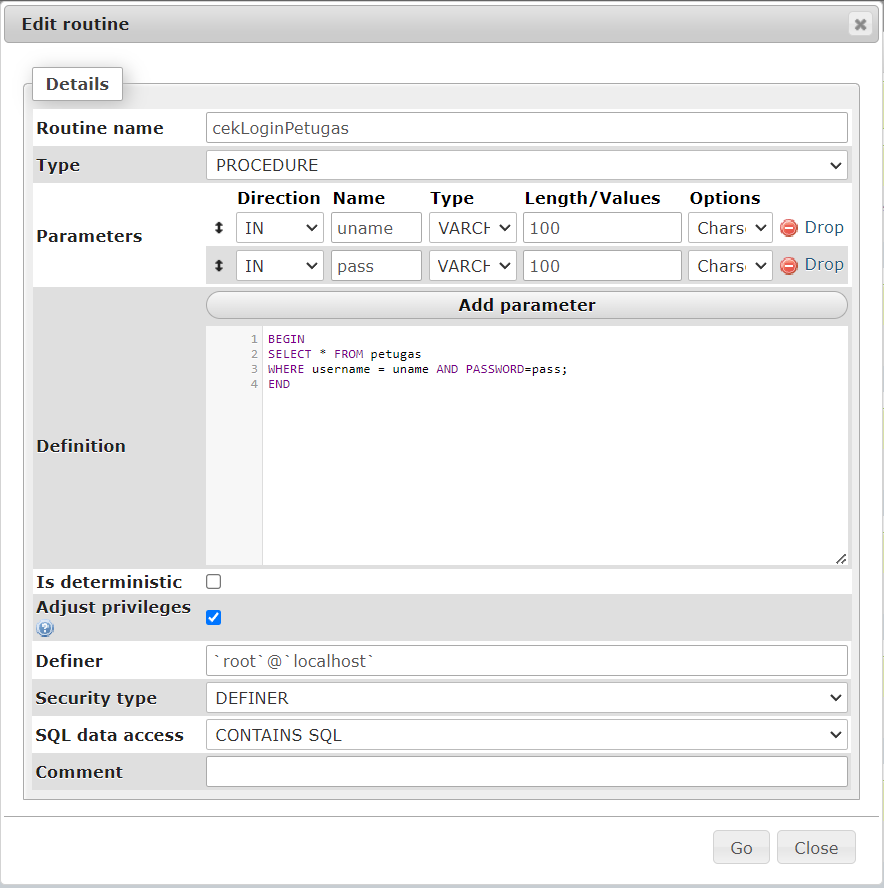 Edit routine
Details
Routine name cekLoginPetugas
Type PROCEDURE
Direction Name Type Length/Values Options
Parameters
IN uname VARCH 100 Chars Drop
IN pass VARCH 100 Chars Drop
Add parameter
Definition
1 BEGIN
2 SELECT * FROM petugas
3 WHERE username = uname AND PASSWORD=pass;
4 END
Is deterministic
Adjust privileges
Definer `root`@`localhost`
Security type DEFINER
SQL data access CONTAINS SQL
Comment
Go Close